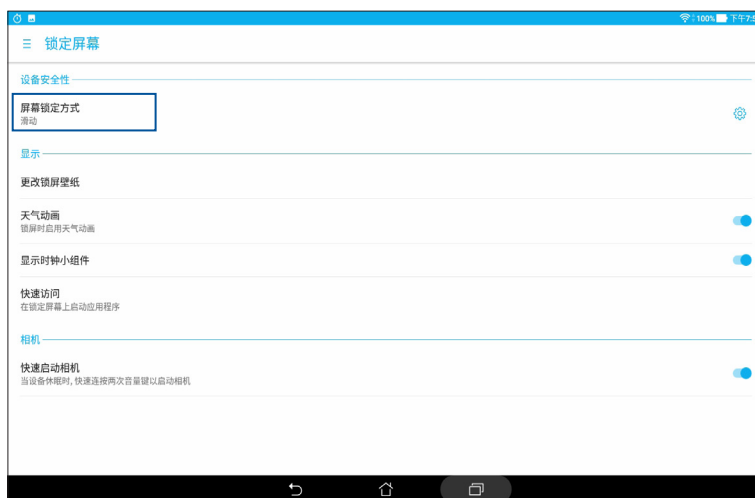 100% 下午7:5
锁定屏幕
设备安全性
屏幕锁定方式
滑动
显示
更改锁屏壁纸
天气动画
锁屏时启用天气动画
显示时钟小组件
快速访问
在锁定屏幕上启动应用程序
相机
快速启动相机
当设备休眠时, 快速连按两次音量键以启动相机